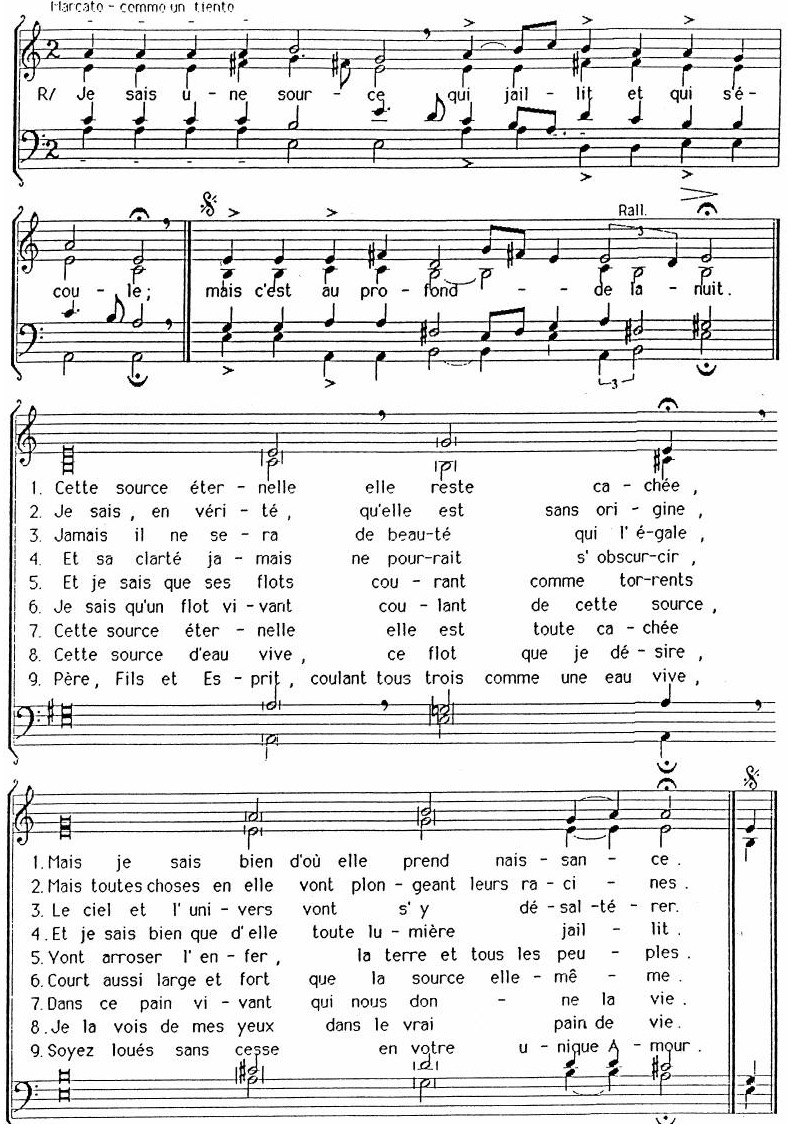 Marcato - commo un tiento
R/ Je sais u - ne sour - ce qui jail - lit et qui s'é-
Rall.
3
cou - le; mais c'est au pro - fond - - de la - nuit.
3
1. Cette source éter - nelle elle reste ca - chée ,
2. Je sais , en véri - té , qu'elle est sans ori - gine ,
3. Jamais il ne se - ra de beau-té qui l' é-gale ,
4. Et sa clarté ja - mais ne pour-rait s' obscur-cir ,
5. Et je sais que ses flots cou - rant comme tor-rents
6. Je sais qu'un flot vi - vant cou - lant de cette source ,
7. Cette source éter - nelle elle est toute ca - chée
8. Cette source d'eau vive , ce flot que je dé - sire ,
9. Père , Fils et Es - prit , coulant tous trois comme une eau vive ,
1. Mais je sais bien d'où elle prend nais - san - ce .
2. Mais toutes choses en elle vont plon - geant leurs ra - ci - nes .
3. Le ciel et l' uni - vers vont s' y dé - sal - té - rer.
4. Et je sais bien que d' elle toute lu - mière jail - lit .
5. Vont arroser l' en - fer , la terre et tous les peu - ples .
6. Court aussi large et fort que la source elle - mê - me .
7. Dans ce pain vi - vant qui nous don - ne la vie .
8. Je la vois de mes yeux dans le vrai pain de vie .
9. Soyez loués sans cesse en votre u - nique A - mour .